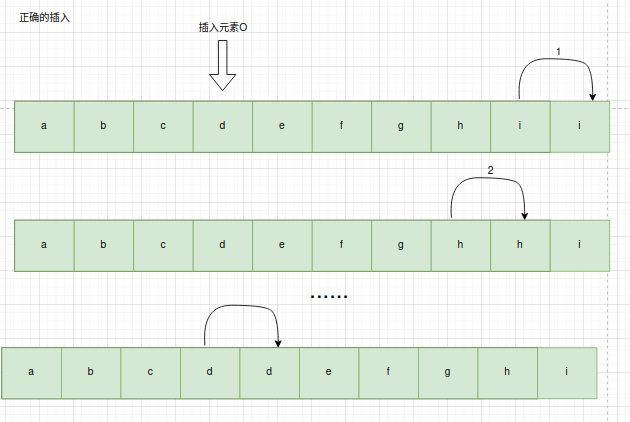 正确的插入
插入元素O
1
a b c d e f g h i i
2
a b c d e f g h h i
......
a b c d d e f g h i